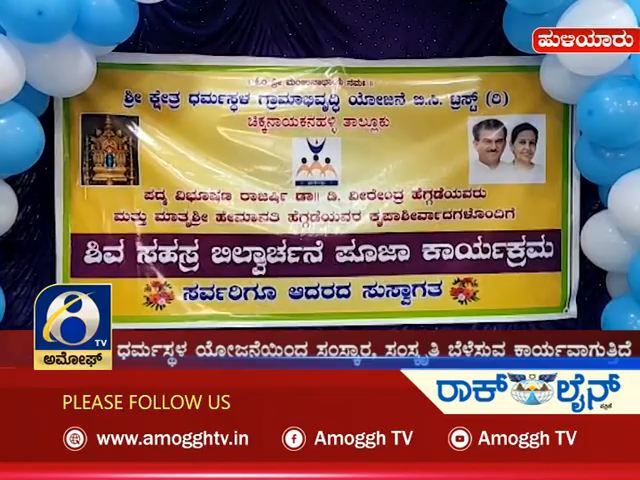 ಹುಳಿಯಾರು
ಶ್ರೀ ಕ್ಷೇತ್ರ ಧರ್ಮಸ್ಥಳ ಗ್ರಾಮಾಭಿವೃದ್ಧಿ ಯೋಜನೆ ಬಿ.ಸಿ. ಟ್ರಸ್ಟ್ (ರಿ)
ಚಿಕ್ಕನಾಯಕನಹಳ್ಳಿ ತಾಲ್ಲೂಕು
ಪದ್ಮ ವಿಭೂಷಣ ರಾಜರ್ಷಿ ಡಾ|| ಡಿ. ವೀರೇಂದ್ರ ಹೆಗ್ಗಡೆಯವರು
ಮತ್ತು ಮಾತೃಶ್ರೀ ಹೇಮಾವತಿ ಹೆಗ್ಗಡೆಯವರ ಕೃಪಾಶೀರ್ವಾದಗಳೊಂದಿಗೆ
ಶಿವ ಸಹಸ್ರ ಬಿಲ್ವಾರ್ಚನೆ ಪೂಜಾ ಕಾರ್ಯಕ್ರಮ
ಸರ್ವರಿಗೂ ಆದರದ ಸುಸ್ವಾಗತ
TV
ಅಮೋಘ್
ಧರ್ಮಸ್ಥಳ ಯೋಜನೆಯಿಂದ ಸಂಸ್ಕಾರ, ಸಂಸ್ಕೃತಿ ಬೆಳೆಸುವ ಕಾರ್ಯವಾಗುತ್ತಿದೆ
ರಾಕ್ ಲೈನ್
PLEASE FOLLOW US
www.amogghtv.in
Amoggh TV
Amoggh TV